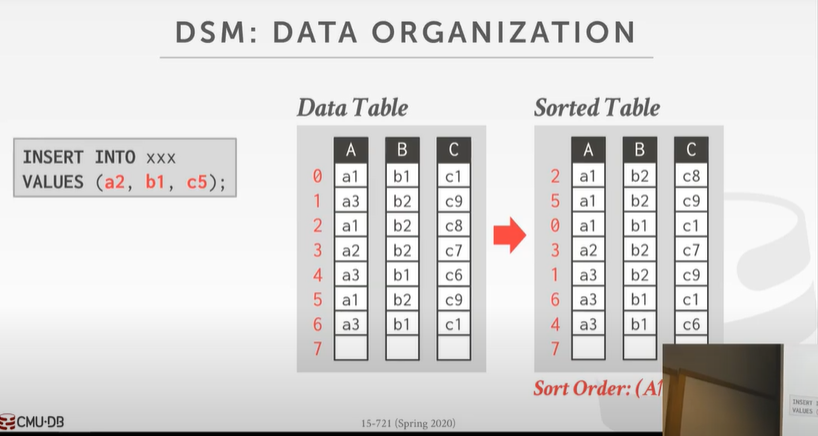 DSM: DATA ORGANIZATION
INSERT INTO xxx
VALUES (a2, b1, c5);
Data Table
A B C
0 a1 b1 c1
1 a3 b2 c9
2 a1 b2 c8
3 a2 b2 c7
4 a3 b1 c6
5 a1 b2 c9
6 a3 b1 c1
7
Sorted Table
A B C
2 a1 b2 c8
5 a1 b2 c9
0 a1 b1 c1
3 a2 b2 c7
1 a3 b2 c9
6 a3 b1 c1
4 a3 b1 c6
7
Sort Order: (A↑
CMU·DB
15-721 (Spring 2020)
INSERT
VALUES